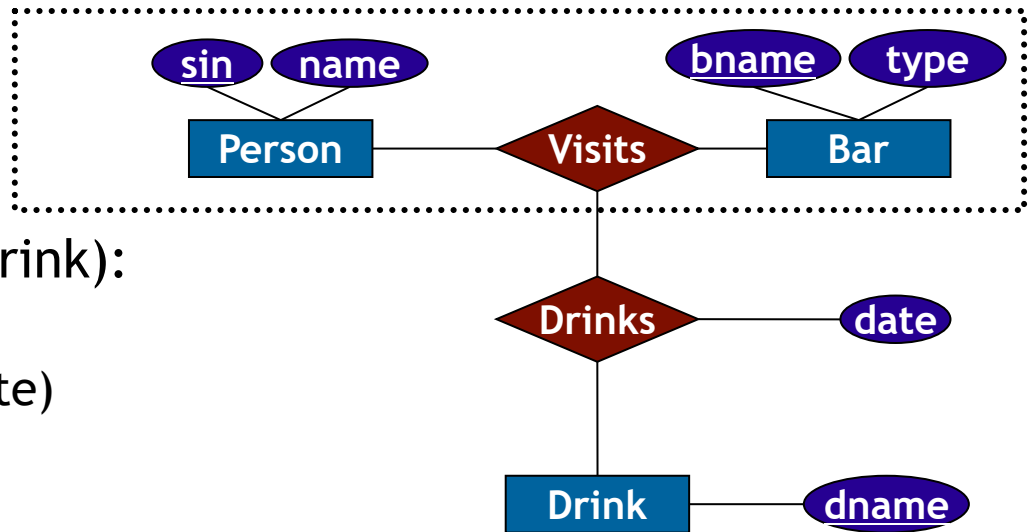 sin name bname type
Person Visits Bar
rink):
Drinks date
te)
Drink dname